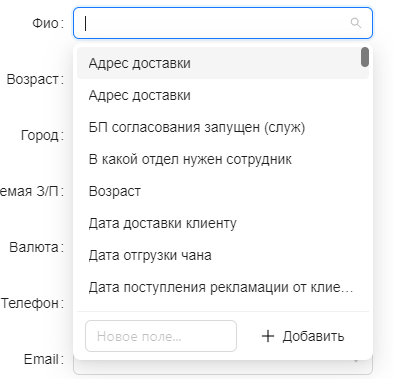 Фио:
Адрес доставки
Возраст:
Адрес доставки
Город:
БП согласования запущен (служ)
В какой отдел нужен сотрудник
емая З/П:
Возраст
Дата доставки клиенту
Валюта:
Дата отгрузки чана
Дата поступления рекламации от клие...
Телефон:
Новое поле...
+ Добавить
Email: